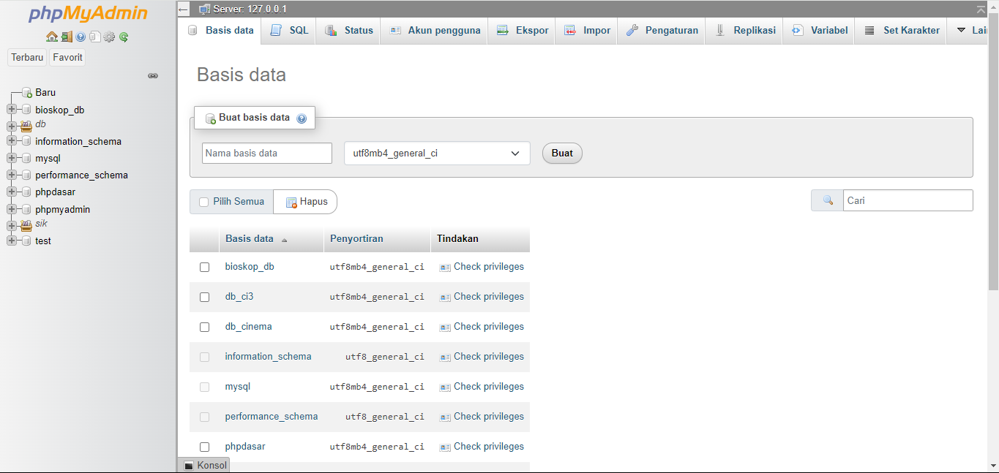 phpMyAdmin
Terbaru Favorit
Baru
bioskop_db
db
information_schema
mysql
performance_schema
phpdasar
phpmyadmin
sik
test
Server: 127.0.0.1
Basis data SQL Status Akun pengguna Ekspor Impor Pengaturan Replikasi Variabel Set Karakter Lai
Basis data
Buat basis data
Nama basis data utf8mb4_general_ci Buat
Pilih Semua Hapus Cari
Basis data Penyortiran Tindakan
bioskop_db utf8mb4_general_ci Check privileges
db_ci3 utf8mb4_general_ci Check privileges
db_cinema utf8mb4_general_ci Check privileges
information_schema utf8_general_ci Check privileges
mysql utf8mb4_general_ci Check privileges
performance_schema utf8_general_ci Check privileges
phpdasar utf8mb4_general_ci Check privileges
Konsol